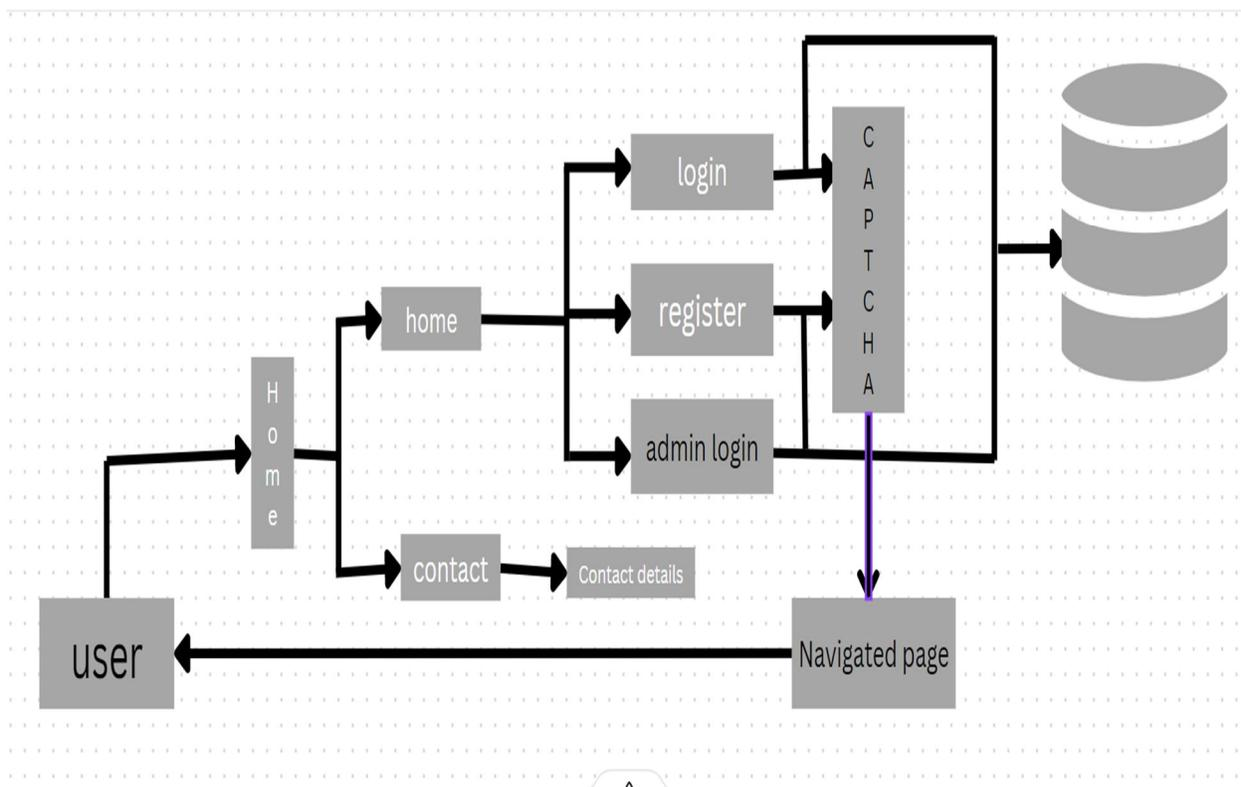 login
C
A
P
T
C
H
A
register
home
H
o
m
e
admin login
contact
Contact details
user
Navigated page